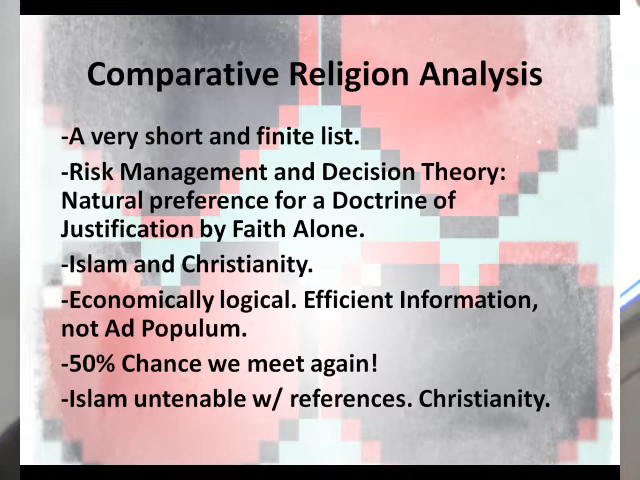 Comparative Religion Analysis
-A very short and finite list.
-Risk Management and Decision Theory:
Natural preference for a Doctrine of
Justification by Faith Alone.
-Islam and Christianity.
-Economically logical. Efficient Information,
not Ad Populum.
-50% Chance we meet again!
-Islam untenable w/ references. Christianity.